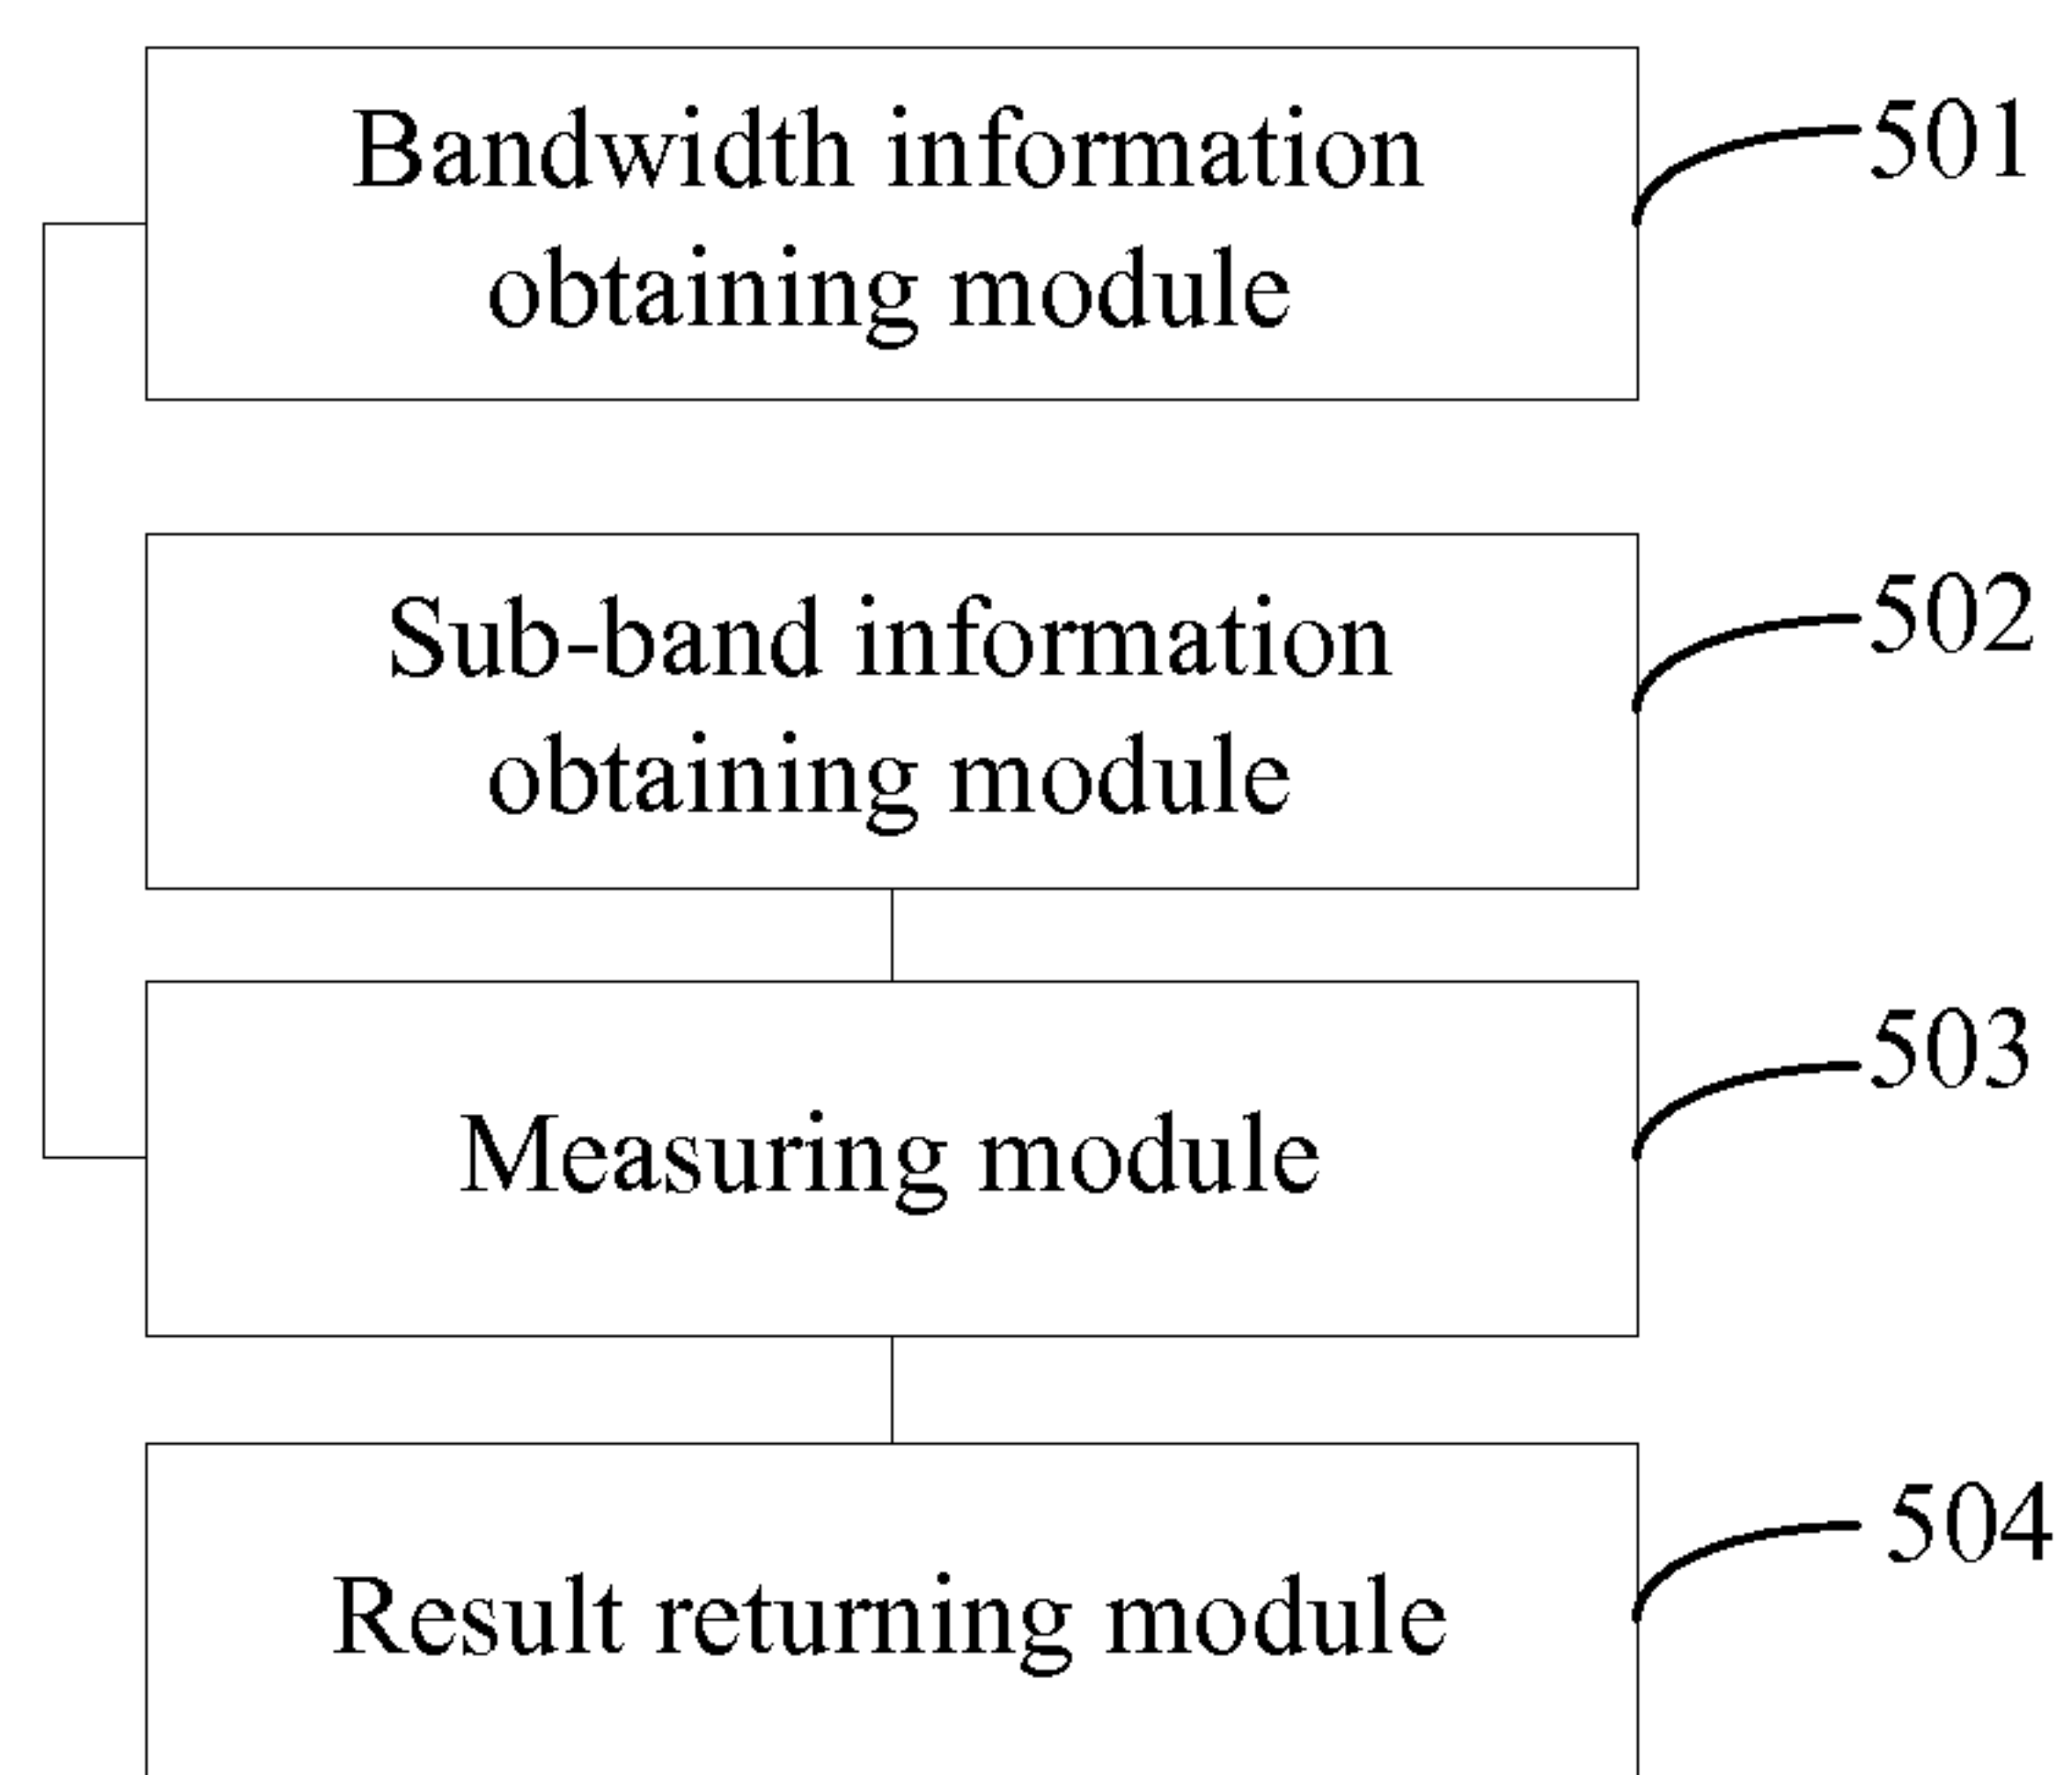 Bandwidth information
obtaining module
501
Sub-band information
obtaining module
502
Measuring module
503
Result returning module
504